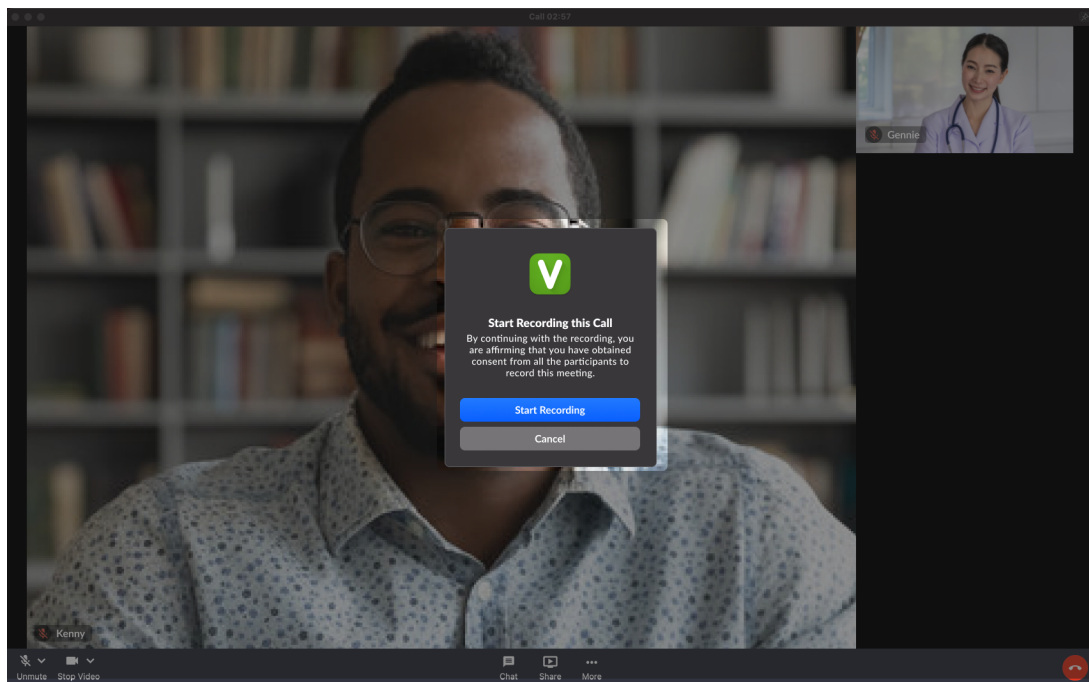 Call 02:57
Gennie
V
Start Recording this Call
By continuing with the recording, you
are affirming that you have obtained
consent from all the participants to
record this meeting.
Start Recording
Cancel
Kenny
Unmute
Stop Video
Chat
Share
More